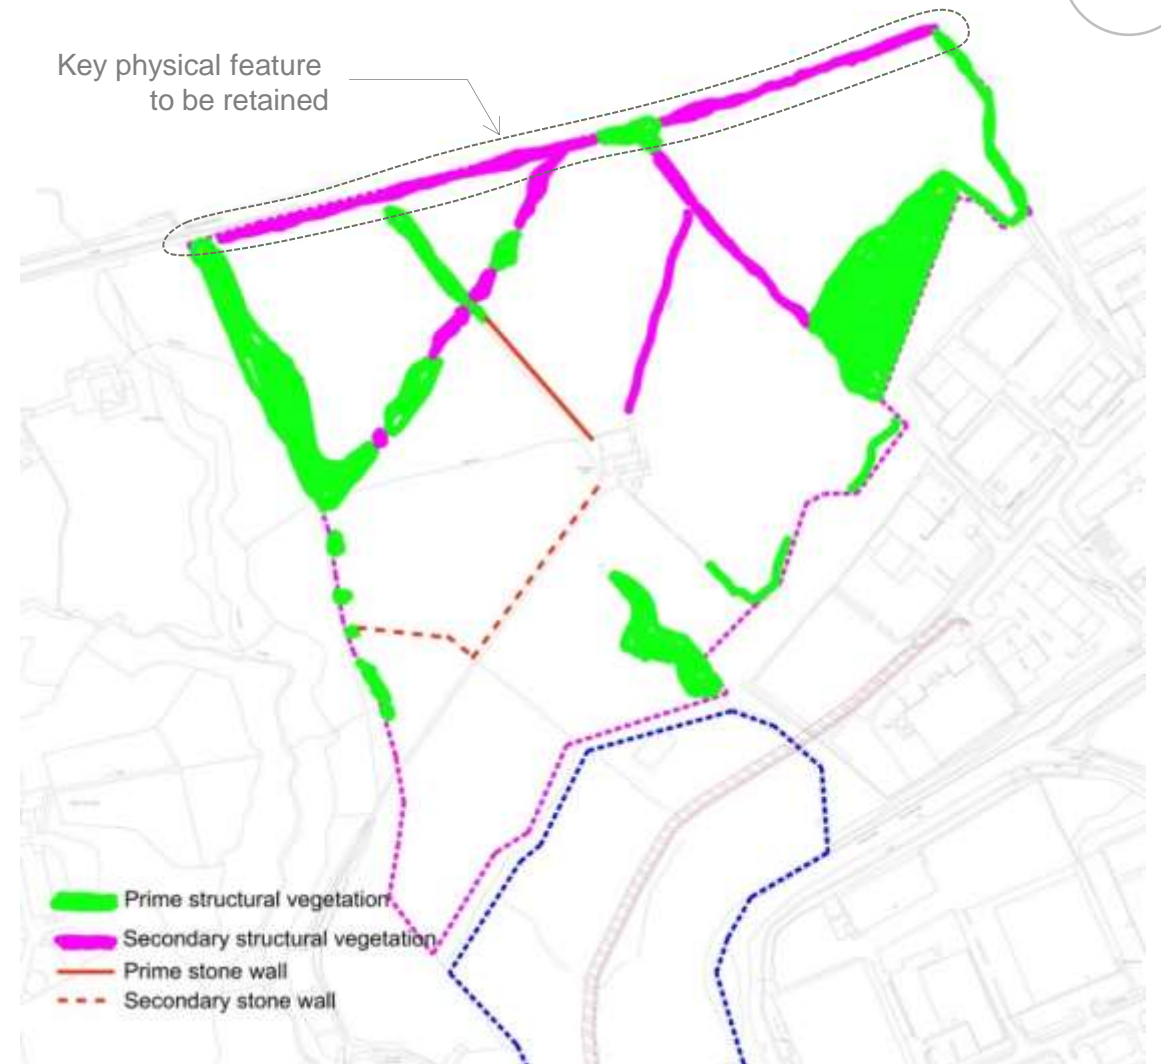 Key physical feature
to be retained
Prime structural vegetation
Secondary structural vegetation
Prime stone wall
Secondary stone wall